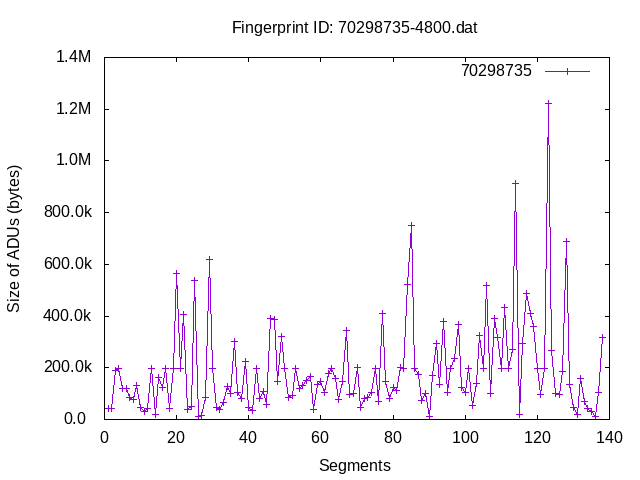 Fingerprint ID: 70298735-4800.dat
1.4M
70298735
1.2M
1.0M
800.0k
600.0k
400.0k
200.0k
0.0
Size of ADUs (bytes)
0 20 40 60 80 100 120 140
Segments